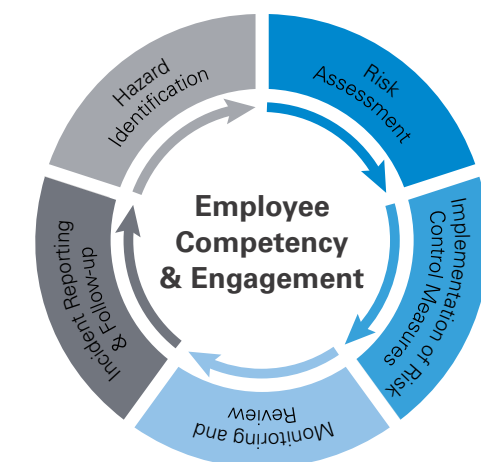 Hazard
Identification
Risk
Assessment
Implementation of Risk
Control Measures
Monitoring and
Review
Incident Reporting
& Follow-up
Employee
Competency
& Engagement